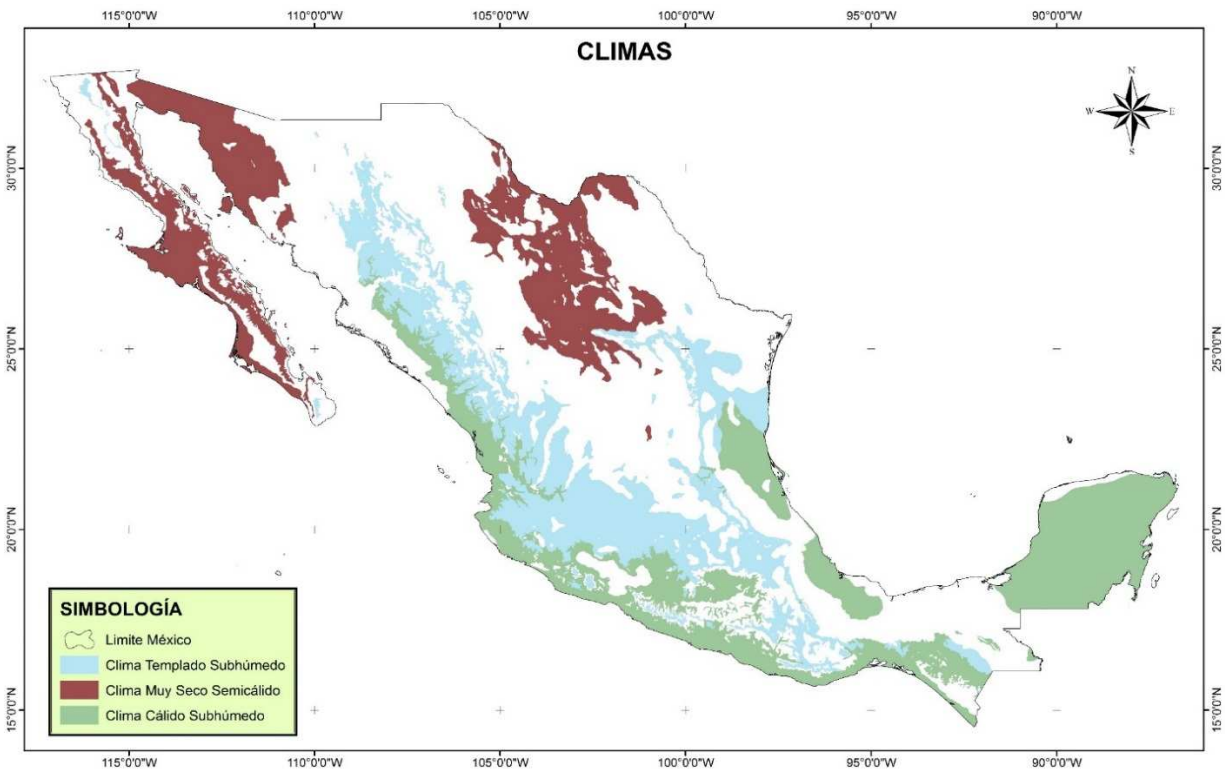 115°0'0"W 110°0'0"W 105°0'0"W 100°0'0"W 95°0'0"W 90°0'0"W
CLIMAS
N
W E
S
30°0'0"N 30°0'0"N
25°0'0"N 25°0'0"N
20°0'0"N 20°0'0"N
15°0'0"N 15°0'0"N
SIMBOLOGÍA
Limite México
Clima Templado Subhúmedo
Clima Muy Seco Semicálido
Clima Cálido Subhúmedo
115°0'0"W 110°0'0"W 105°0'0"W 100°0'0"W 95°0'0"W 90°0'0"W